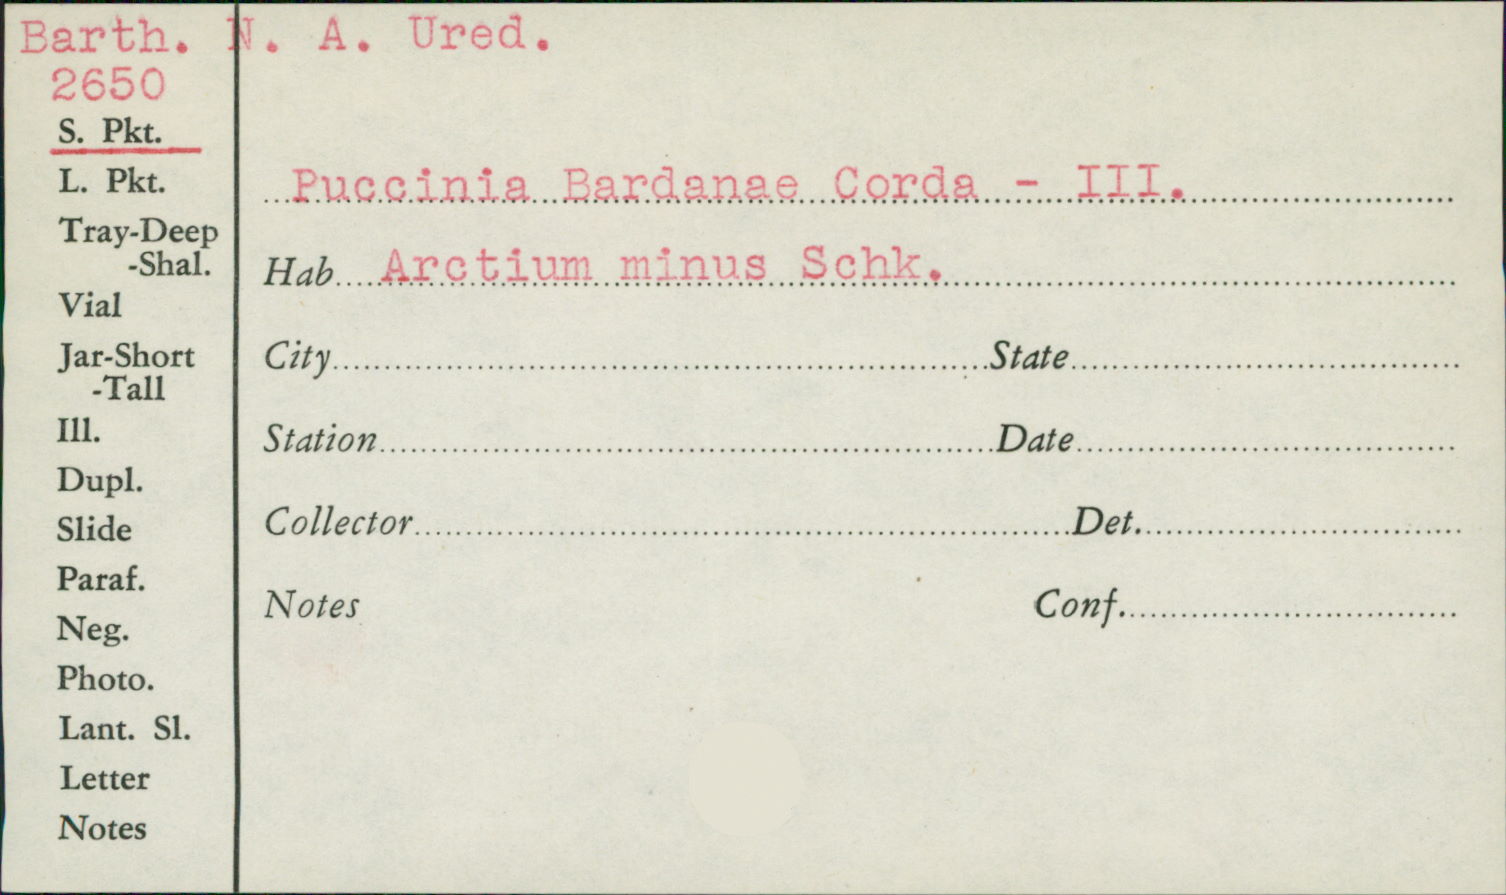 Barth. N. A. Ured.
2650
S. Pkt.
L. Pkt.
Tray-Deep
-Shal.
Vial
Jar-Short
-Tall
Ill.
Dupl.
Slide
Paraf.
Neg.
Photo.
Lant. Sl.
Letter
Notes
Puccinia Bardanae Corda - III.
Hab. Arctium minus Schk.
City State
Station Date
Collector Det.
Notes Conf.